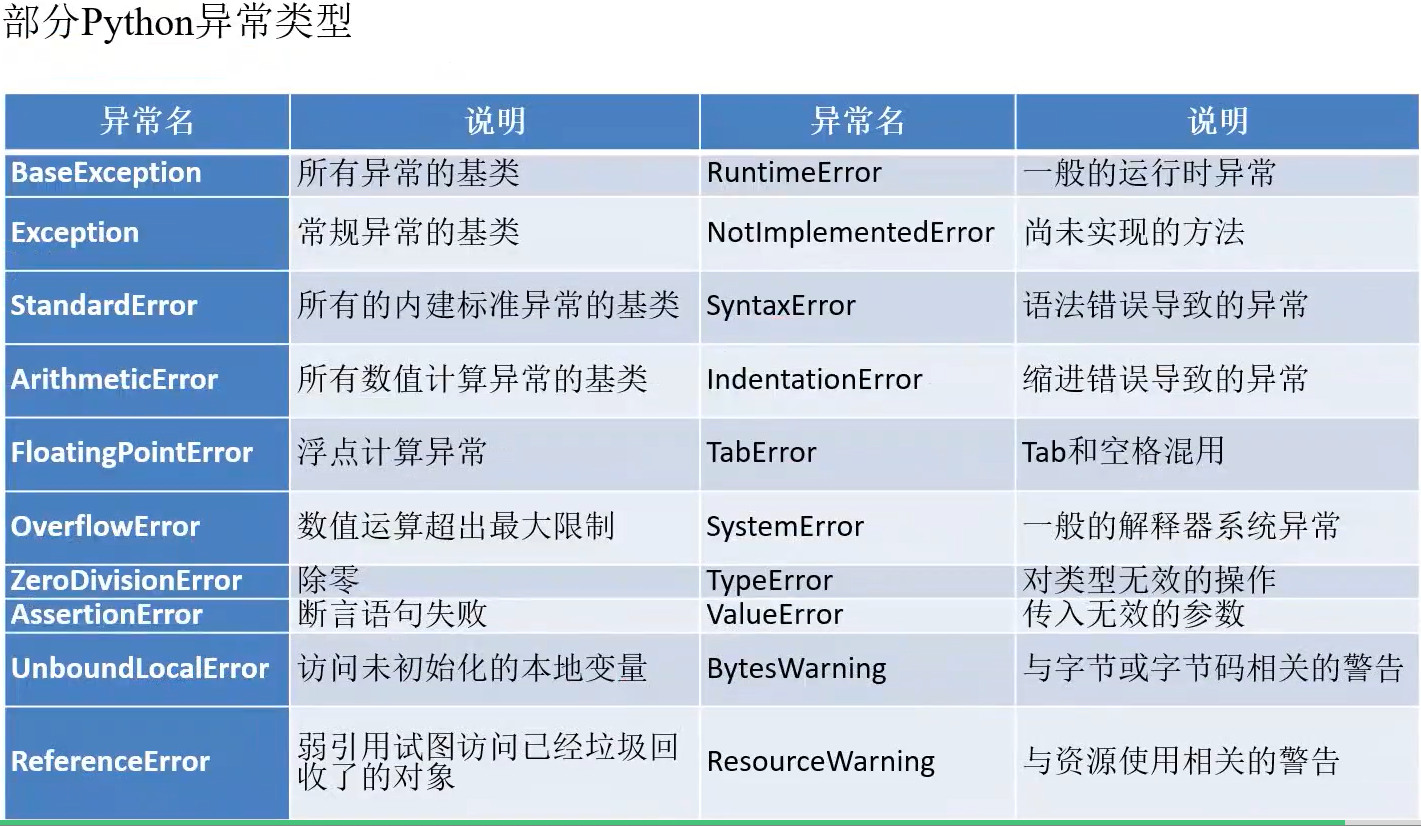 部分Python异常类型
异常名 说明 异常名 说明
BaseException 所有异常的基类 RuntimeError 一般的运行时异常
Exception 常规异常的基类 NotImplementedError 尚未实现的方法
StandardError 所有的内建标准异常的基类 SyntaxError 语法错误导致的异常
ArithmeticError 所有数值计算异常的基类 IndentationError 缩进错误导致的异常
FloatingPointError 浮点计算异常 TabError Tab和空格混用
OverflowError 数值运算超出最大限制 SystemError 一般的解释器系统异常
ZeroDivisionError 除零 TypeError 对类型无效的操作
AssertionError 断言语句失败 ValueError 传入无效的参数
UnboundLocalError 访问未初始化的本地变量 BytesWarning 与字节或字节码相关的警告
ReferenceError 弱引用试图访问已经垃圾回
收了的对象 ResourceWarning 与资源使用相关的警告